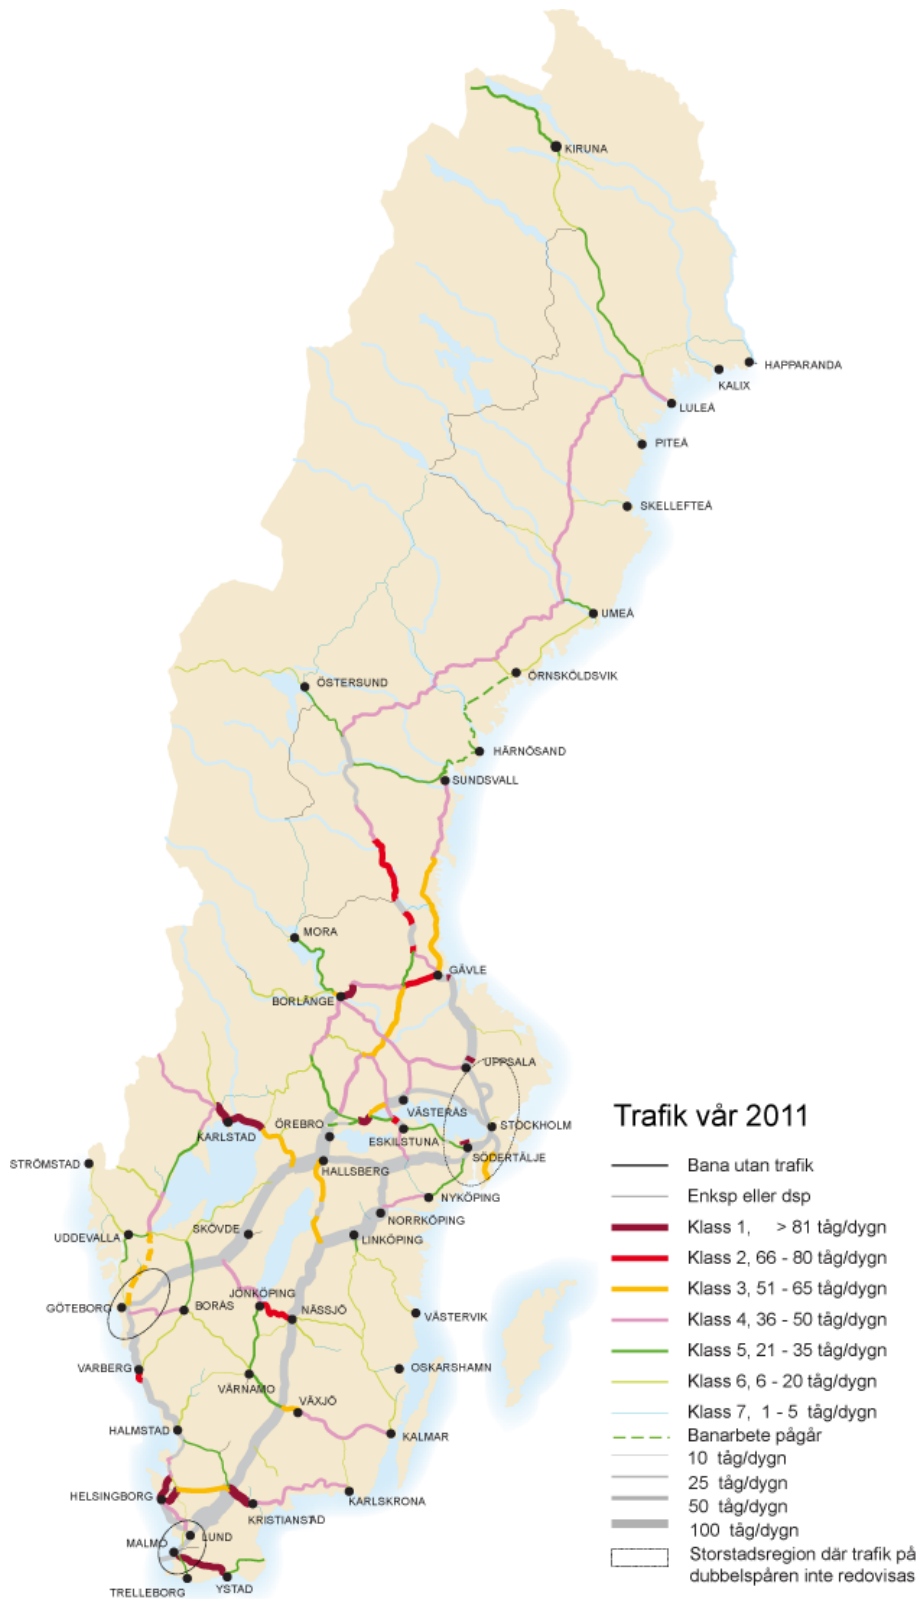 KIRUNA
HAPPARANDA
KALIX
LULEÅ
PITEÅ
SKELLEFTEÅ
UMEÅ
ÖRNSKÖLDSVIK
ÖSTERSUND
HÄRNÖSAND
SUNDSVALL
MORA
GÄVLE
BORLÄNGE
UPPSALA
VÄSTERÅS
STOCKHOLM
KARLSTAD
ÖREBRO
ESKILSTUNA
SÖDERTÄLJE
STRÖMSTAD
HALLSBERG
NYKÖPING
NORRKÖPING
SKÖVDE
UDDEVALLA
LINKÖPING
JÖNKÖPING
GÖTEBORG
BORÅS
NÄSSJÖ
VÄSTERVIK
VARBERG
OSKARSHAMN
VÄRNAMO
VÄXJÖ
HALMSTAD
KALMAR
HELSINGBORG
KARLSKRONA
KRISTIANSTAD
LUND
MALMÖ
YSTAD
TRELLEBORG
Trafik vår 2011
Bana utan trafik
Enksp eller dsp
Klass 1, > 81 tåg/dygn
Klass 2, 66 - 80 tåg/dygn
Klass 3, 51 - 65 tåg/dygn
Klass 4, 36 - 50 tåg/dygn
Klass 5, 21 - 35 tåg/dygn
Klass 6, 6 - 20 tåg/dygn
Klass 7, 1 - 5 tåg/dygn
Banarbete pågår
10 tåg/dygn
25 tåg/dygn
50 tåg/dygn
100 tåg/dygn
Storstadsregion där trafik på
dubbelspåren inte redovisas